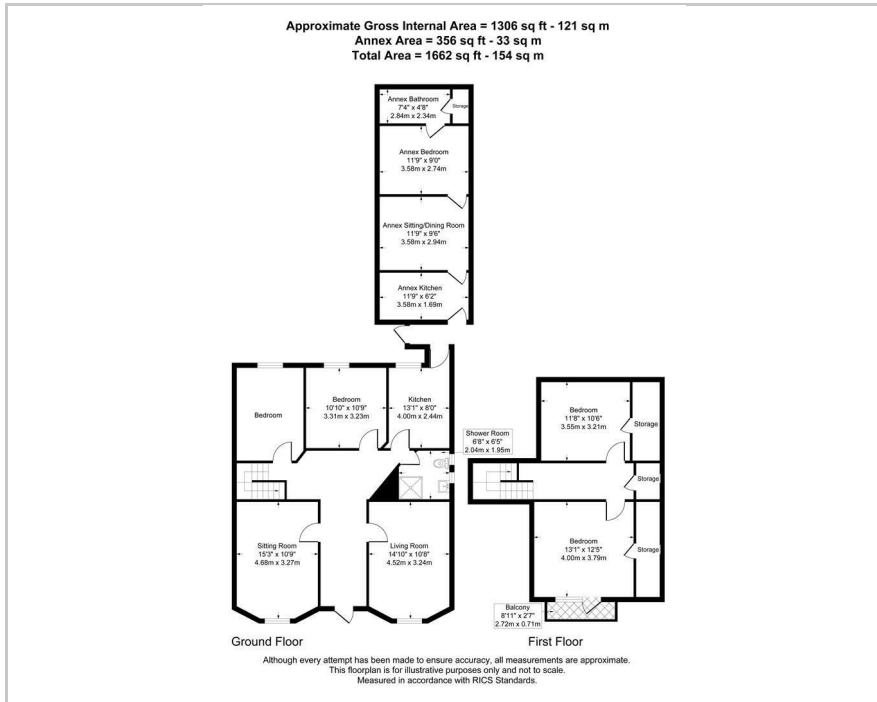 Approximate Gross Internal Area = 1306 sq ft - 121 sq m
Annex Area = 356 sq ft - 33 sq m
Total Area = 1662 sq ft - 154 sq m
Annex Bathroom
7'4" x 4'8"
2.84m x 2.34m
Storage
Annex Bedroom
11'9" x 9'0"
3.58m x 2.74m
Annex Sitting/Dining Room
11'9" x 9'6"
3.58m x 2.94m
Annex Kitchen
11'9" x 6'2"
3.58m x 1.69m
Bedroom
Bedroom
10'10" x 10'9"
3.31m x 3.23m
Kitchen
13'1" x 8'0"
4.00m x 2.44m
Shower Room
6'8" x 6'5"
2.04m x 1.95m
Sitting Room
15'3" x 10'9"
4.68m x 3.27m
Living Room
14'10" x 10'8"
4.52m x 3.24m
Ground Floor
Bedroom
11'8" x 10'6"
3.55m x 3.21m
Storage
Storage
Bedroom
13'1" x 12'5"
4.00m x 3.79m
Storage
Balcony
8'11" x 2'7"
2.72m x 0.71m
First Floor
Although every attempt has been made to ensure accuracy, all measurements are approximate.
This floorplan is for illustrative purposes only and not to scale.
Measured in accordance with RICS Standards.